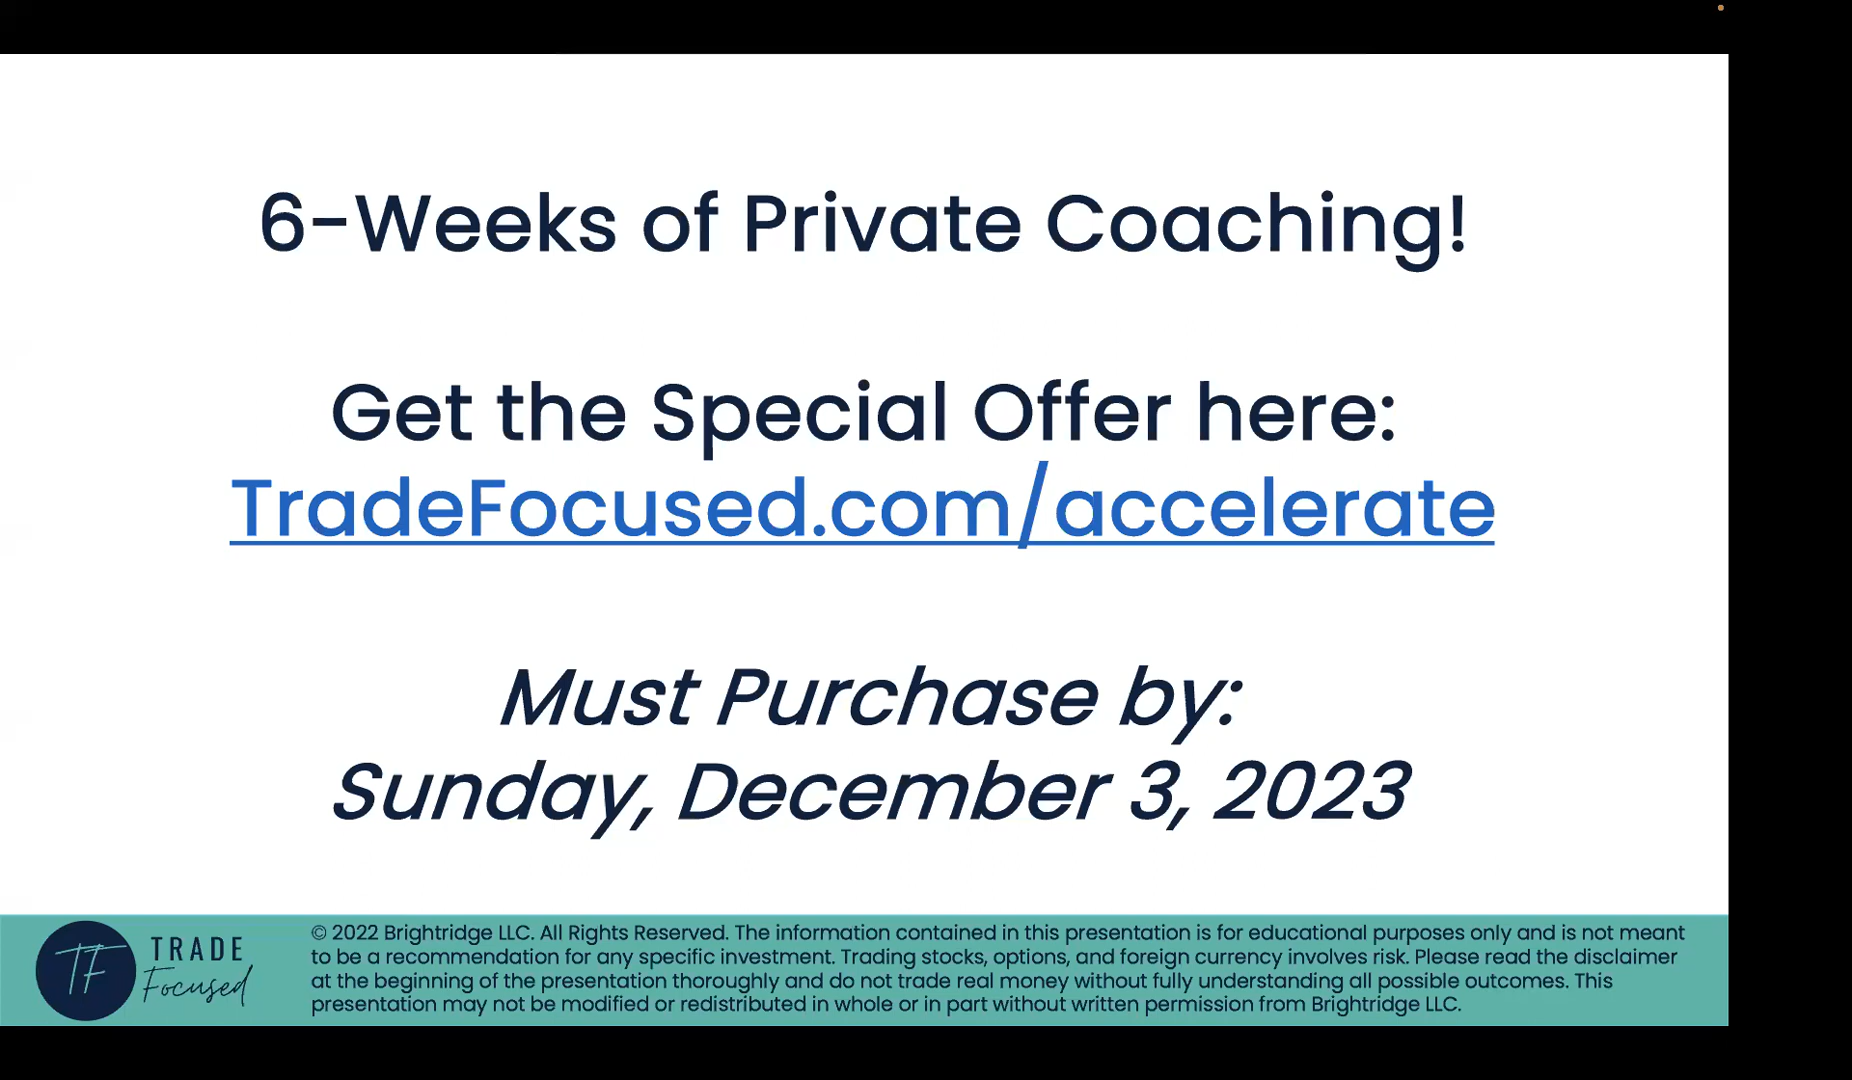 6-Weeks of Private Coaching!
Get the Special Offer here:
TradeFocused.com/accelerate
Must Purchase by:
Sunday, December 3, 2023
TF
TRADE
Focused
© 2022 Brightridge LLC. All Rights Reserved. The information contained in this presentation is for educational purposes only and is not meant
to be a recommendation for any specific investment. Trading stocks, options, and foreign currency involves risk. Please read the disclaimer
at the beginning of the presentation thoroughly and do not trade real money without fully understanding all possible outcomes. This
presentation may not be modified or redistributed in whole or in part without written permission from Brightridge LLC.